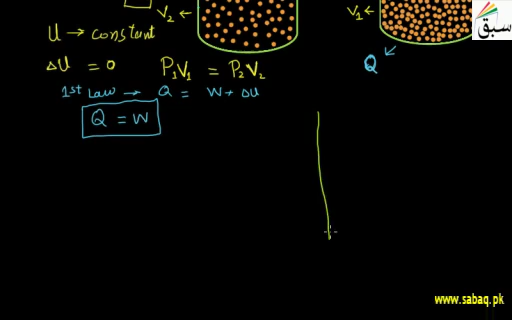 V₂ ←
V₁ ←
سبق
U → constant
ΔU = 0 P₁V₁ = P₂V₂
Q
1st Law → Q = W + ΔU
Q = W
www.sabaq.pk